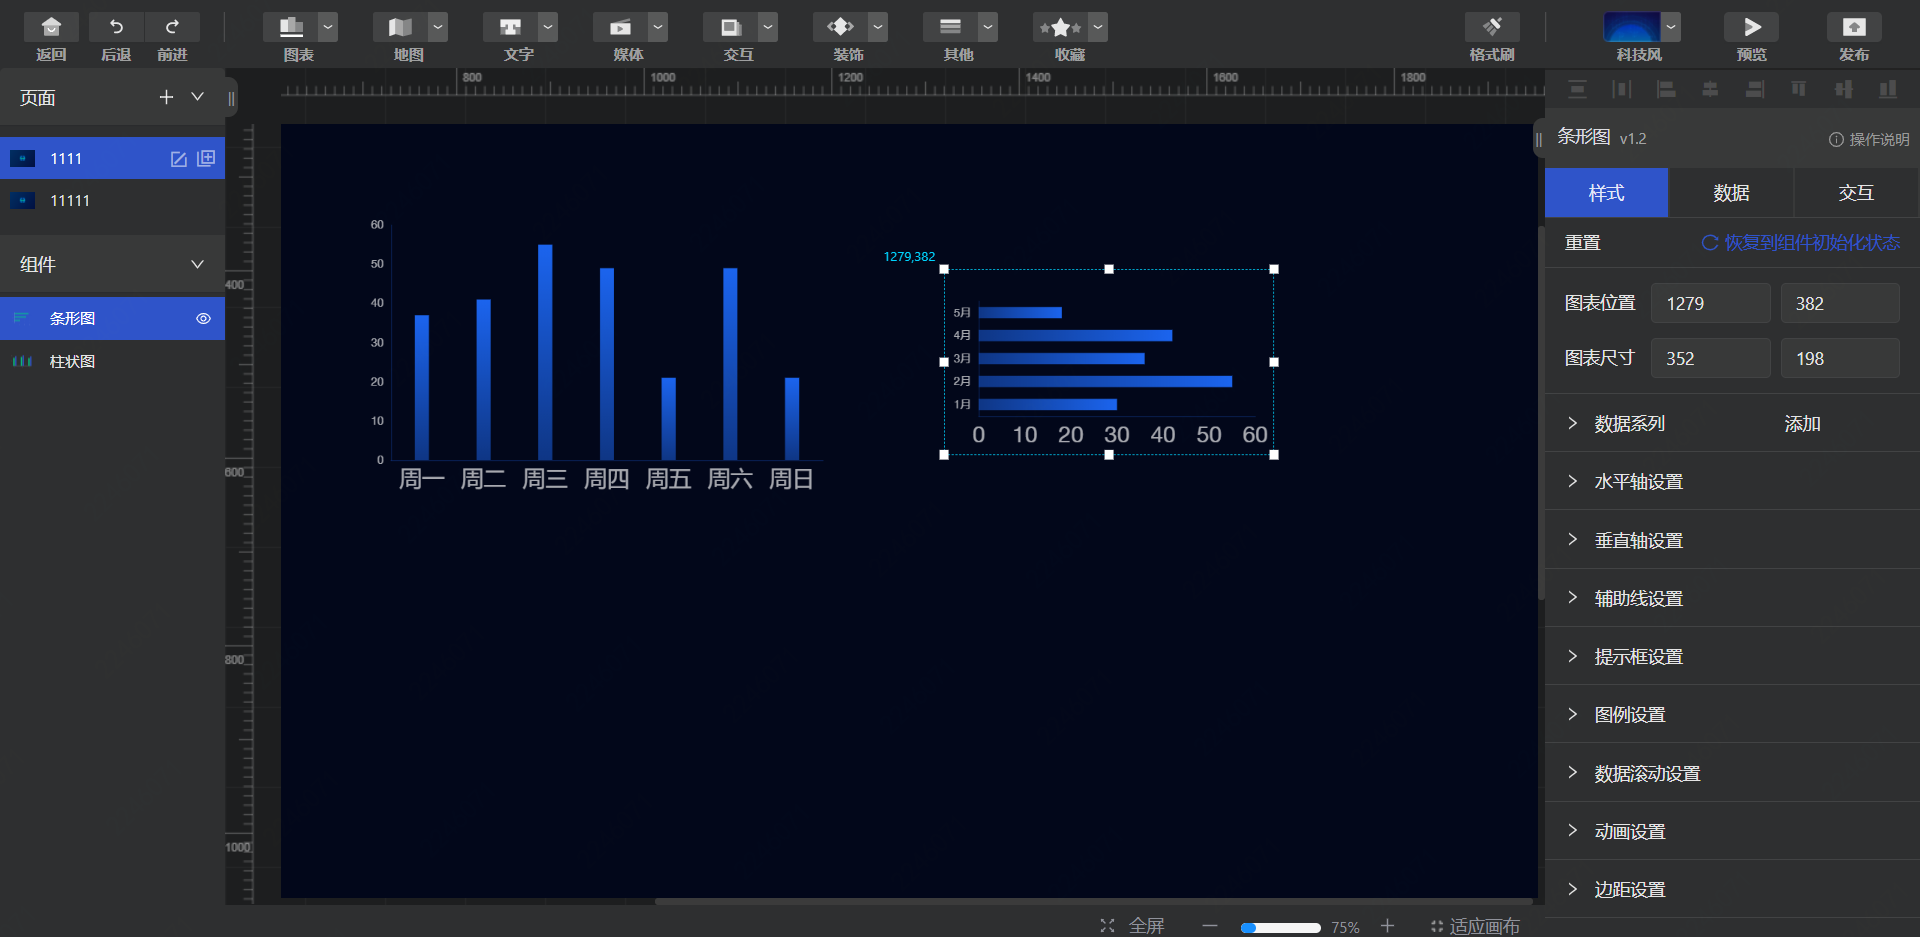 返回
后退
前进
图表
地图
文字
媒体
交互
装饰
其他
收藏
格式刷
科技风
预览
发布
页面
1111
11111
组件
条形图
柱状图
800
1000
1200
1400
1600
1800
400
600
800
1000
60
50
40
30
20
10
0
周一 周二 周三 周四 周五 周六 周日
1279,382
5月
4月
3月
2月
1月
0 10 20 30 40 50 60
全屏
75%
适应画布
条形图 v1.2
操作说明
样式
数据
交互
重置
恢复到组件初始化状态
图表位置 1279 382
图表尺寸 352 198
数据系列 添加
水平轴设置
垂直轴设置
辅助线设置
提示框设置
图例设置
数据滚动设置
动画设置
边距设置